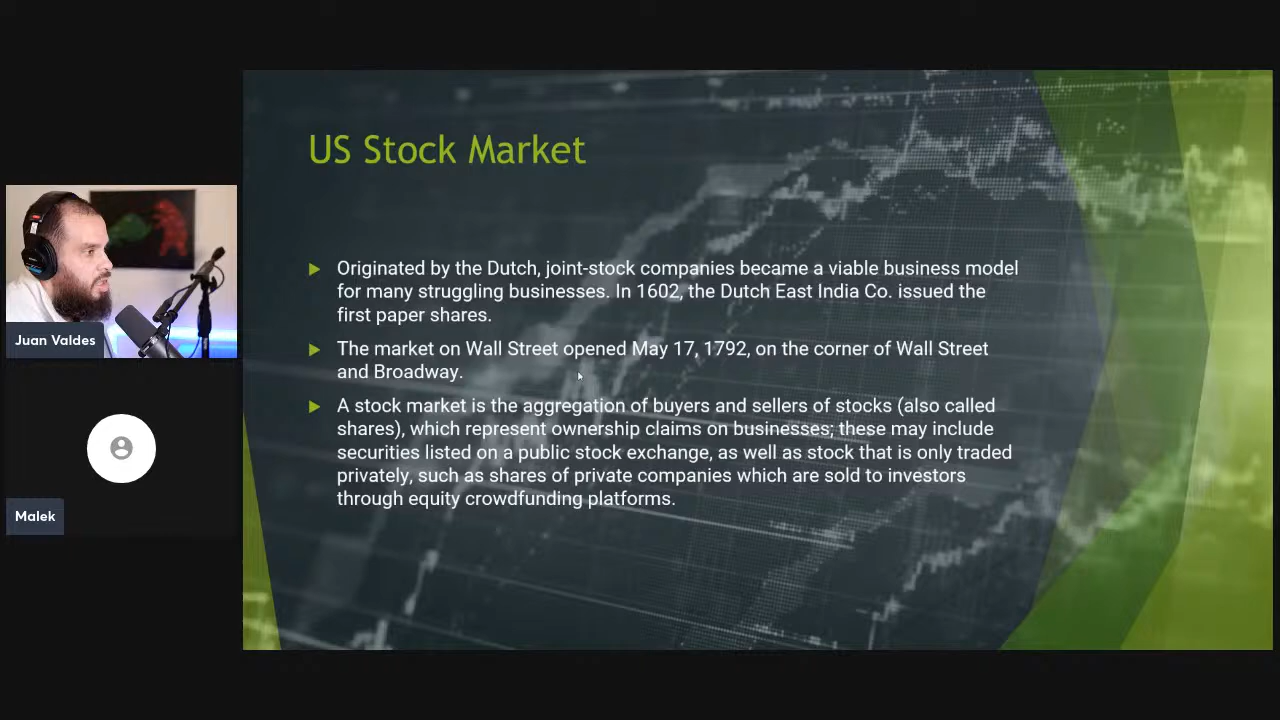 US Stock Market
Originated by the Dutch, joint-stock companies became a viable business model
for many struggling businesses. In 1602, the Dutch East India Co. issued the
first paper shares.
The market on Wall Street opened May 17, 1792, on the corner of Wall Street
and Broadway.
A stock market is the aggregation of buyers and sellers of stocks (also called
shares), which represent ownership claims on businesses; these may include
securities listed on a public stock exchange, as well as stock that is only traded
privately, such as shares of private companies which are sold to investors
through equity crowdfunding platforms.
Juan Valdes
Malek